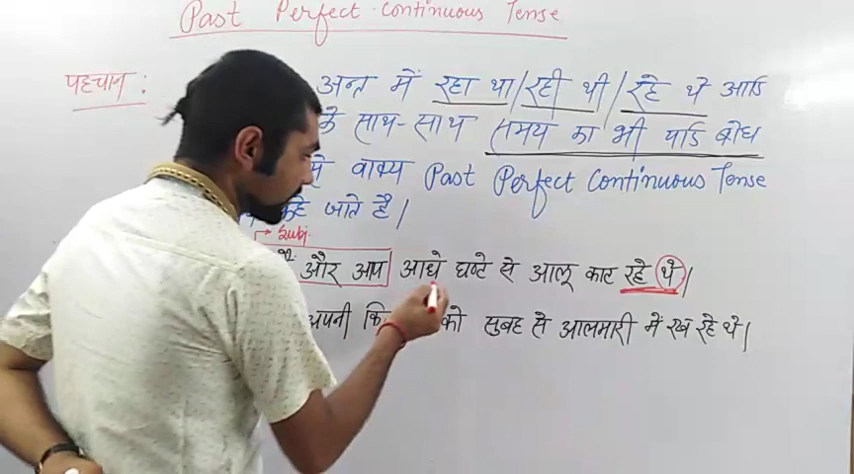 Past Perfect Continuous Tense
पहचान : अन्त में रहा था/रही थी/रहे थे आदि
के साथ-साथ समय का भी यदि बोध
वाक्य Past Perfect Continuous Tense
कहे जाते है।
→ Subj.
और आप आधे घण्टे से आलू काट रहे थे।
अपनी को सुबह से आलमारी में रख रहे थे।